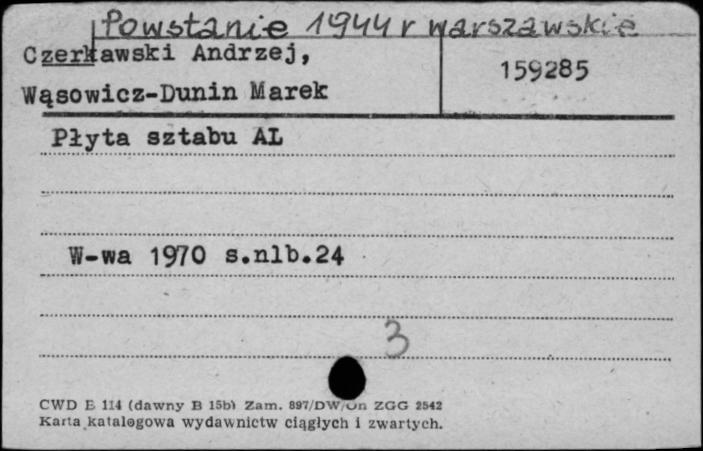 Powstanie 1944 r warszawskie
Czerkawski Andrzej,
159285
Wąsowicz-Dunin Marek
Płyta sztabu AL
W-wa 1970 s.nlb.24
3
CWD B 114 (dawny B 15b) Zam. 897/DW/Un ZGG 2542
Karta katalogowa wydawnictw ciągłych i zwartych.